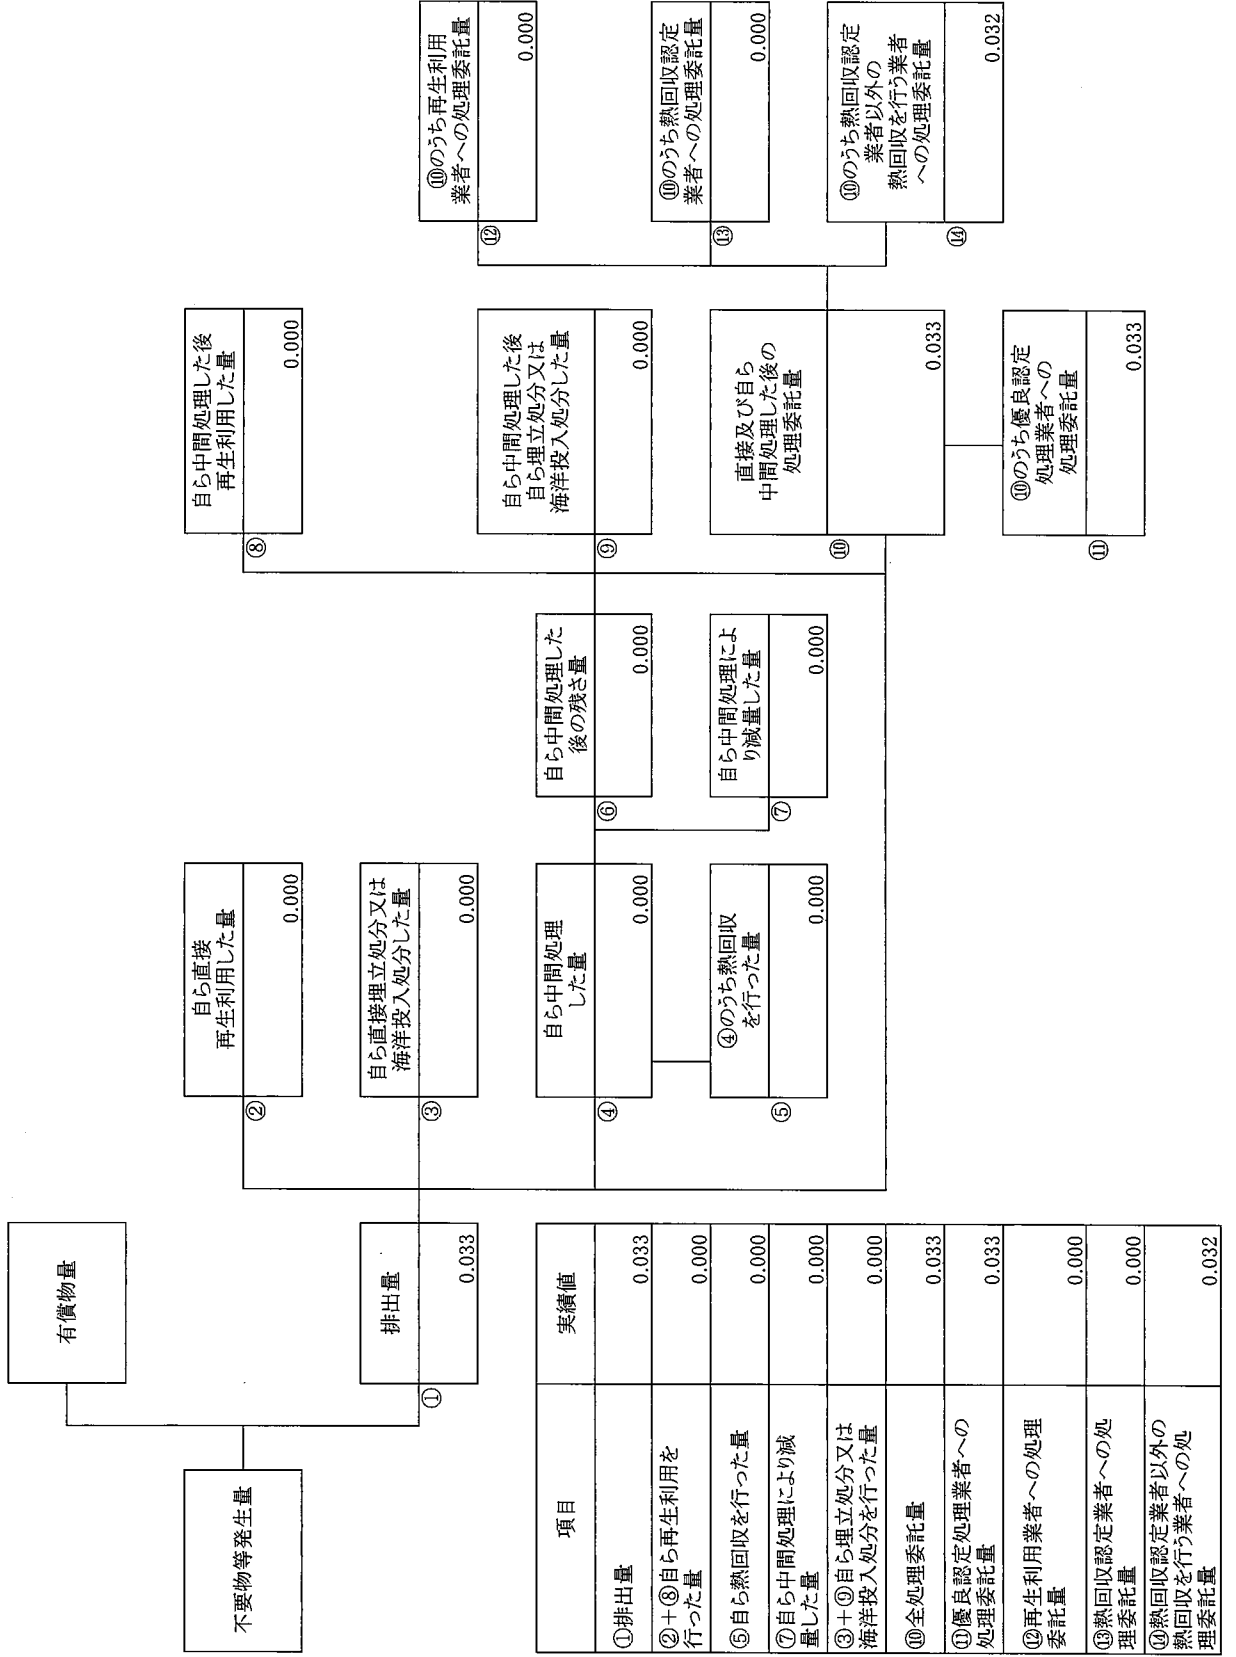 不要物等発生量
有償物量
①
排出量
0.033
②
自ら直接
再生利用した量
0.000
③
自ら直接埋立処分又は
海洋投入処分した量
0.000
④
自ら中間処理
した量
0.000
⑤
④のうち熱回収
を行った量
0.000
⑥
自ら中間処理した
後の残さ量
0.000
⑦
自ら中間処理によ
り減量した量
0.000
⑧
自ら中間処理した後
再生利用した量
0.000
⑨
自ら中間処理した後
自ら埋立処分又は
海洋投入処分した量
0.000
⑩
直接及び自ら
中間処理した後の
処理委託量
0.033
⑪
⑩のうち優良認定
処理業者への
処理委託量
0.033
⑫
⑩のうち再生利用
業者への処理委託量
0.000
⑬
⑩のうち熱回収認定
業者への処理委託量
0.000
⑭
⑩のうち熱回収認定
業者以外の
熱回収を行う業者
への処理委託量
0.032
項目 実績値
①排出量 0.033
②+⑧自ら再生利用を
行った量 0.000
⑤自ら熱回収を行った量 0.000
⑦自ら中間処理により減
量した量 0.000
③+⑨自ら埋立処分又は
海洋投入処分を行った量 0.000
⑩全処理委託量 0.033
⑪優良認定処理業者への
処理委託量 0.033
⑫再生利用業者への処理
委託量 0.000
⑬熱回収認定業者への処
理委託量 0.000
⑭熱回収認定業者以外の
熱回収を行う業者への処
理委託量 0.032